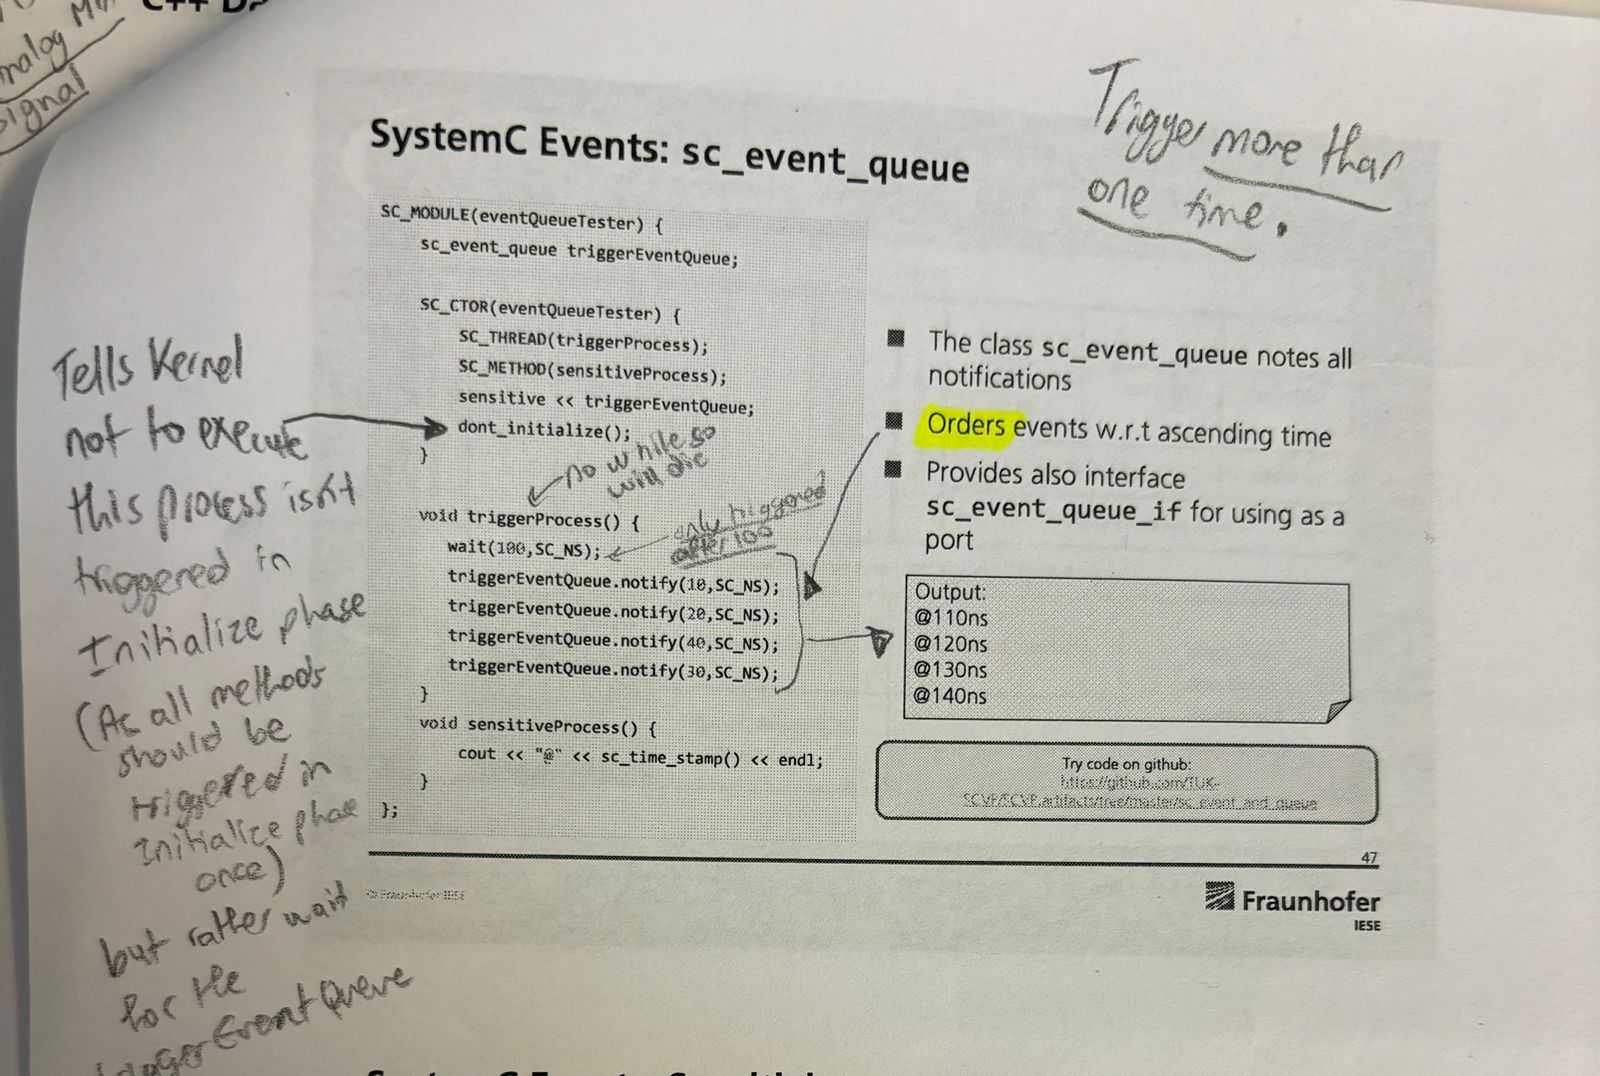 Analog
Signal
SystemC Events: sc_event_queue
Trigger more than
one time.
SC_MODULE(eventQueueTester) {
sc_event_queue triggerEventQueue;
SC_CTOR(eventQueueTester) {
SC_THREAD(triggerProcess);
SC_METHOD(sensitiveProcess);
sensitive << triggerEventQueue;
dont_initialize();
}
no while so
will die
void triggerProcess() {
only triggered
after 100
wait(100,SC_NS);
triggerEventQueue.notify(10,SC_NS);
triggerEventQueue.notify(20,SC_NS);
triggerEventQueue.notify(40,SC_NS);
triggerEventQueue.notify(30,SC_NS);
}
void sensitiveProcess() {
cout << "@" << sc_time_stamp() << endl;
}
};
Tells Kernel
not to execute
this process isn't
triggered in
Initialize phase
(As all methods
should be
triggered in
Initialize phase
once)
but rather wait
for the
triggerEventQueue
The class sc_event_queue notes all
notifications
Orders events w.r.t ascending time
Provides also interface
sc_event_queue_if for using as a
port
Output:
@110ns
@120ns
@130ns
@140ns
Try code on github:
https://github.com/TUK-
SCVP/SCVP.artifacts/tree/master/sc_event_and_queue
47
© Fraunhofer IESE
Fraunhofer
IESE